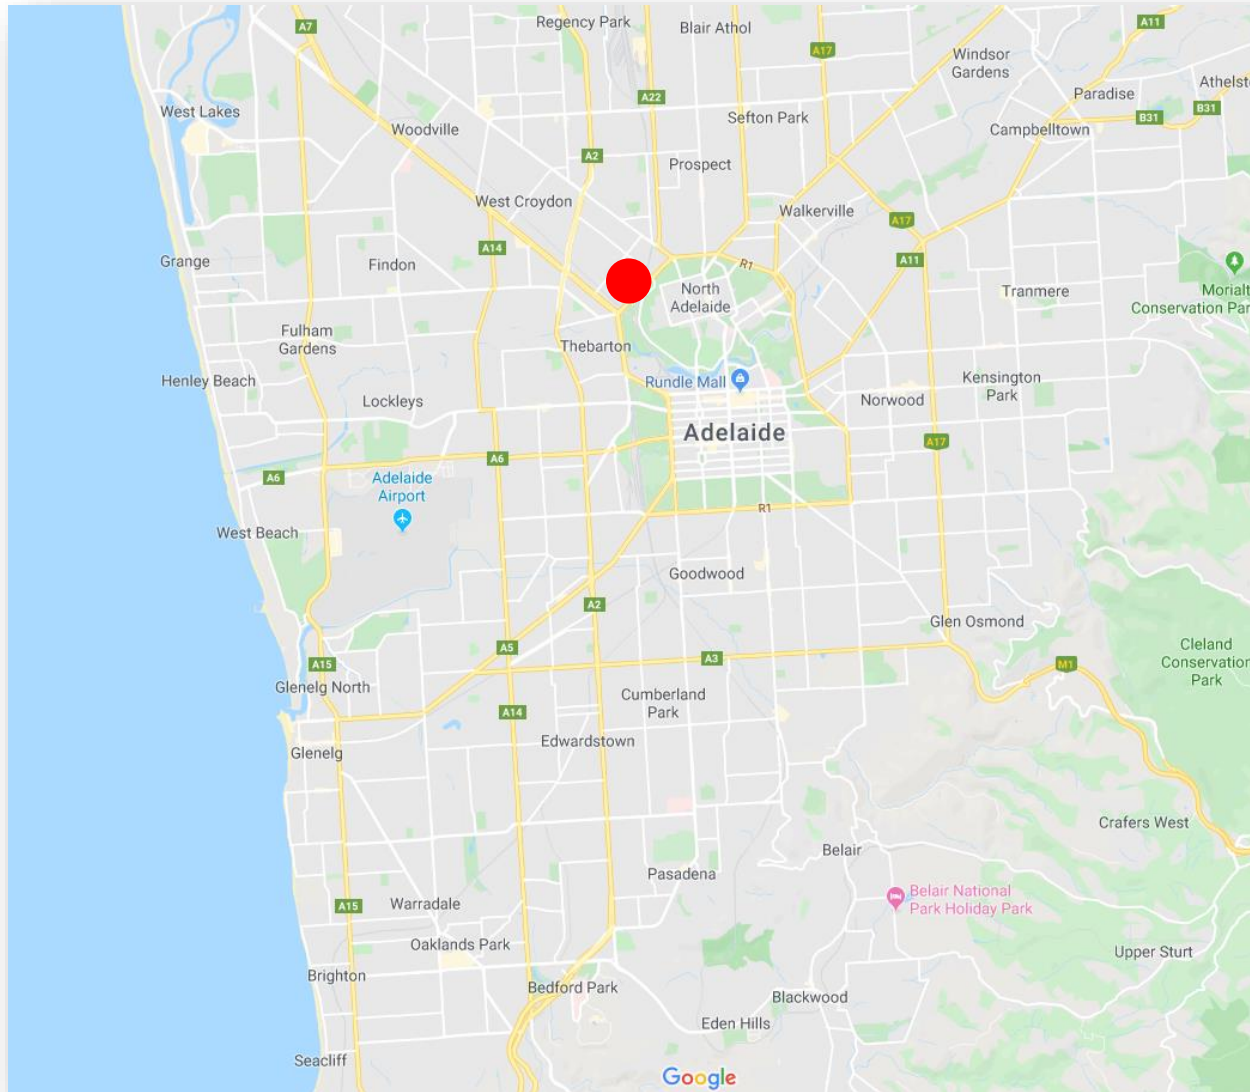 A7
Regency Park
Blair Athol
A11
A17
Windsor
Gardens
Paradise
Athelst
A22
West Lakes
B31
B31
Sefton Park
Woodville
Campbelltown
A2
Prospect
West Croydon
Walkerville
A17
A14
Grange
Findon
R1
A11
North
Adelaide
Tranmere
Morialt
Conservation Par
Fulham
Gardens
Thebarton
Henley Beach
Rundle Mall
Kensington
Park
Lockleys
Norwood
Adelaide
A17
A6
A6
Adelaide
Airport
R1
West Beach
Goodwood
A2
Glen Osmond
A5
A3
A15
M1
Cleland
Conservation
Park
Glenelg North
Cumberland
Park
A14
Edwardstown
Glenelg
Crafers West
Belair
Pasadena
Belair National
Park Holiday Park
A15
Warradale
Oaklands Park
Upper Sturt
Brighton
Bedford Park
Blackwood
Eden Hills
Seacliff
Google